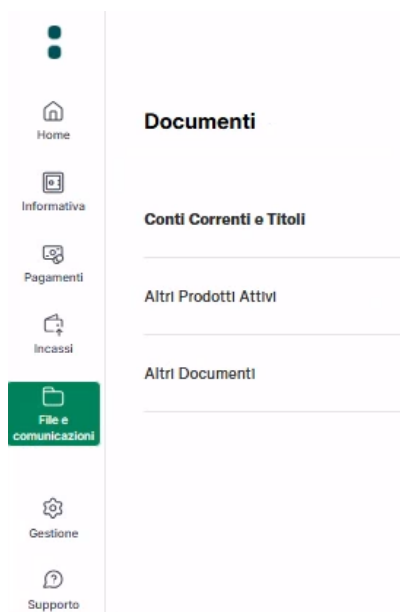 Home
Informativa
Pagamenti
Incassi
File e
comunicazioni
Gestione
Supporto
Documenti
Conti Correnti e Titoli
Altri Prodotti Attivi
Altri Documenti